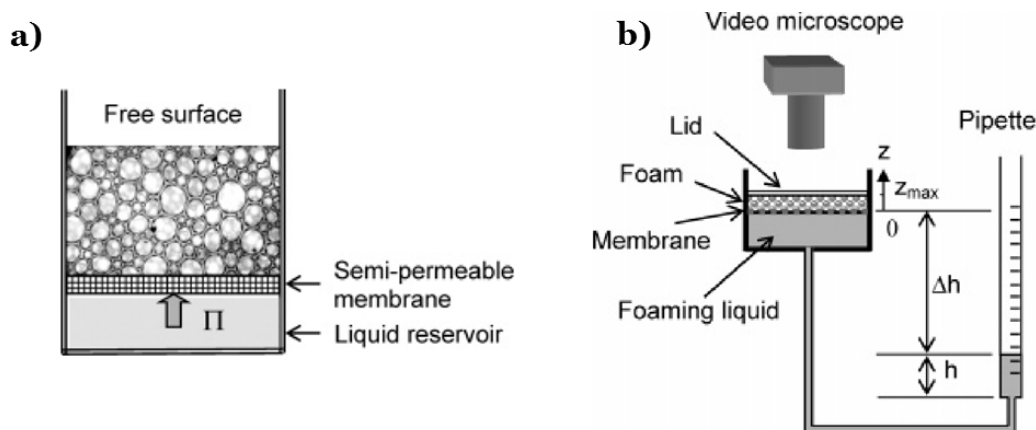 a)
Free surface
Semi-permeable
membrane
Π
Liquid reservoir
b)
Video microscope
Pipette
Lid
z
Foam
z_max
Membrane
0
Δh
Foaming liquid
h